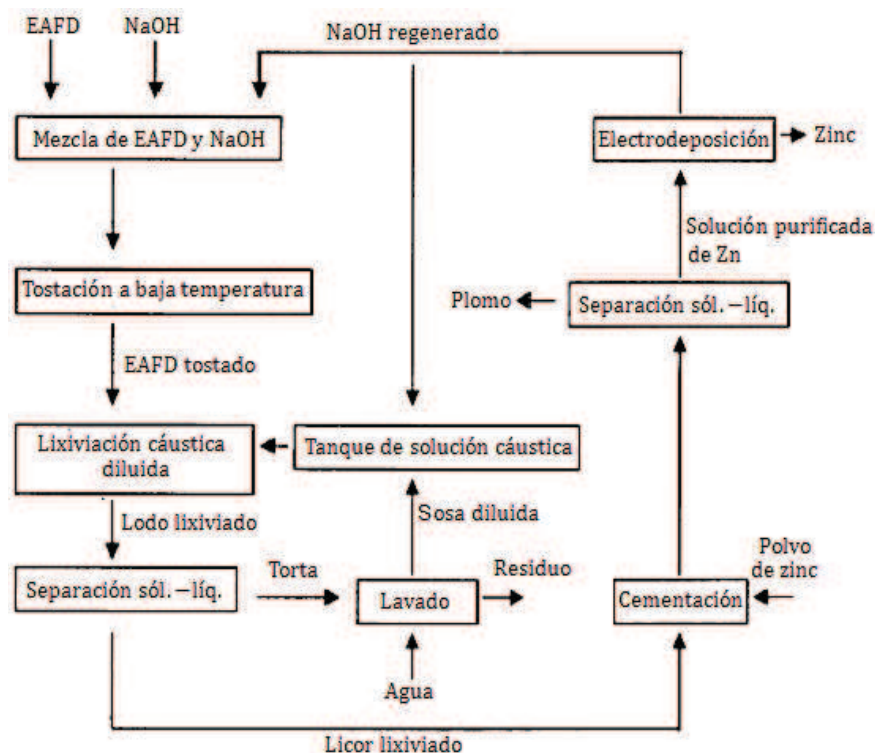 EAFD
NaOH
NaOH regenerado
Mezcla de EAFD y NaOH
Electrodeposición
Zinc
Solución purificada
de Zn
Tostación a baja temperatura
Plomo
Separación sól.—líq.
EAFD tostado
Lixiviación cáustica
diluida
Tanque de solución cáustica
Lodo lixiviado
Sosa diluida
Separación sól.—líq.
Torta
Lavado
Residuo
Cementación
Polvo
de zinc
Agua
Licor lixiviado